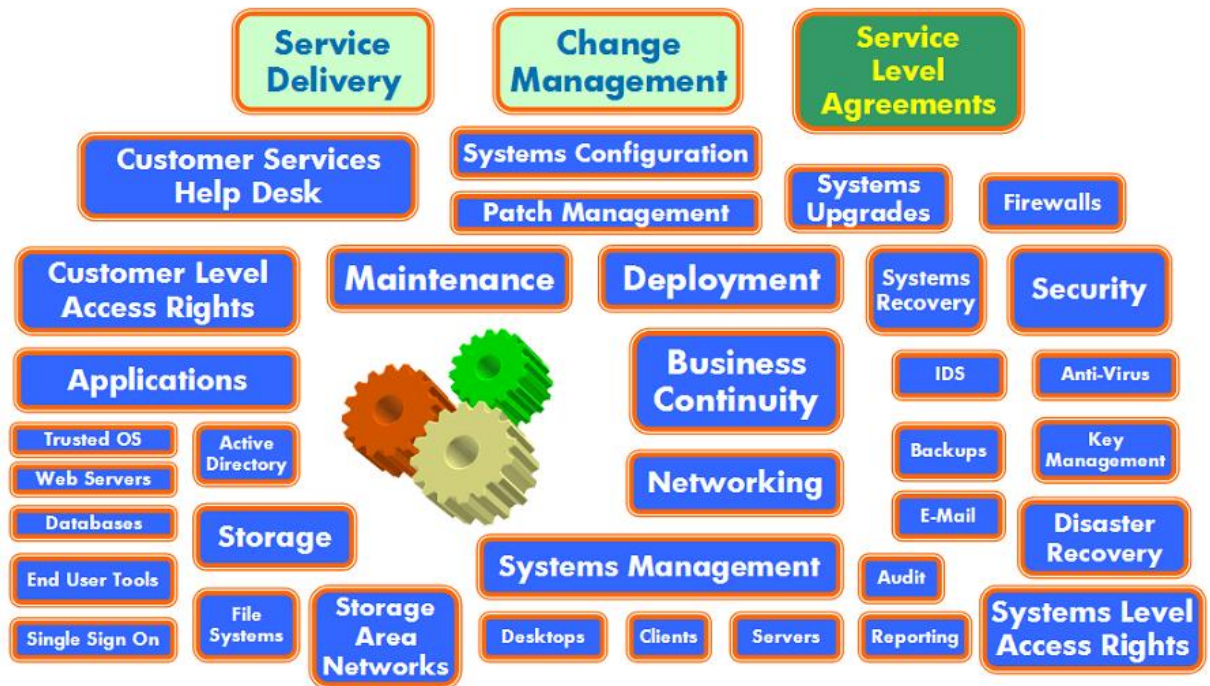 Service
Delivery
Change
Management
Service
Level
Agreements
Customer Services
Help Desk
Systems Configuration
Patch Management
Systems
Upgrades
Firewalls
Customer Level
Access Rights
Maintenance
Deployment
Systems
Recovery
Security
Applications
Business
Continuity
IDS
Anti-Virus
Trusted OS
Active
Directory
Web Servers
Backups
Key
Management
Networking
Databases
Storage
E-Mail
Disaster
Recovery
Systems Management
End User Tools
Audit
File
Systems
Storage
Area
Networks
Single Sign On
Desktops
Clients
Servers
Reporting
Systems Level
Access Rights